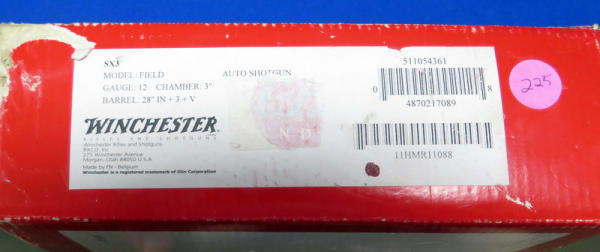 SX3
MODEL: FIELD AUTO SHOTGUN
GAUGE: 12 CHAMBER: 3"
BARREL: 28" IN + 3 + V
WINCHESTER
RIFLES AND SHOTGUNS
Winchester Rifles and Shotguns
BACO, Inc.
275 Winchester Avenue
Morgan, Utah 84050 U.S.A.
Made by FN - Belgium
Winchester is a registered trademark of Olin Corporation
N D
511054361
0 8
4870217089
11HMR11088
225